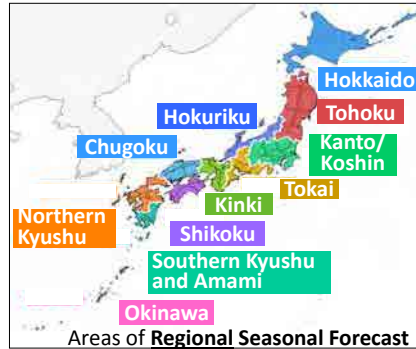 Hokkaido
Hokuriku
Tohoku
Chugoku
Kanto/
Koshin
Tokai
Kinki
Northern
Kyushu
Shikoku
Southern Kyushu
and Amami
Okinawa
Areas of Regional Seasonal Forecast